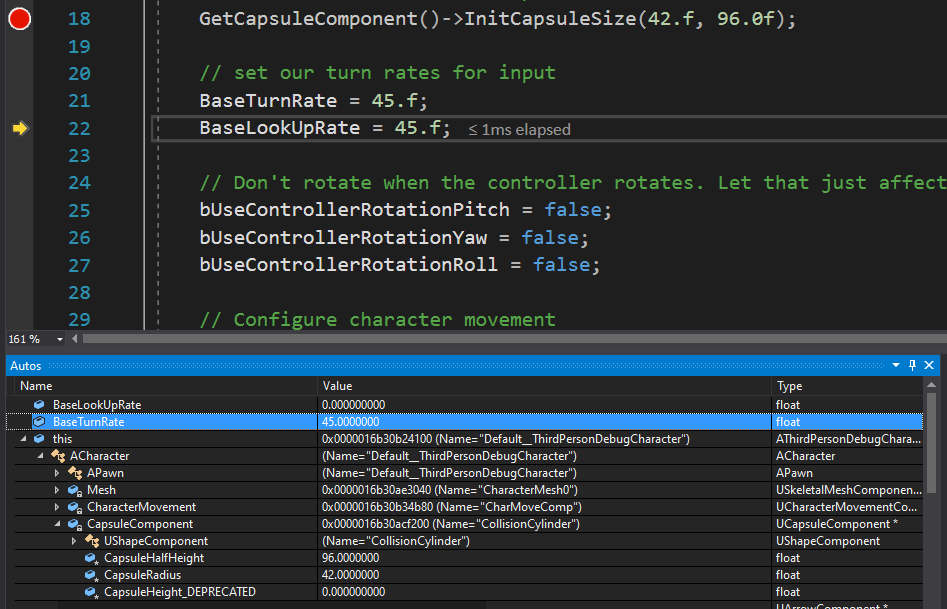 18 GetCapsuleComponent()->InitCapsuleSize(42.f, 96.0f);
19
20 // set our turn rates for input
21 BaseTurnRate = 45.f;
22 BaseLookUpRate = 45.f; ≤ 1ms elapsed
23
24 // Don't rotate when the controller rotates. Let that just affect
25 bUseControllerRotationPitch = false;
26 bUseControllerRotationYaw = false;
27 bUseControllerRotationRoll = false;
28
29 // Configure character movement
161 %
Autos
Name Value Type
BaseLookUpRate 0.000000000 float
BaseTurnRate 45.0000000 float
this 0x0000016b30b24100 (Name="Default__ThirdPersonDebugCharacter") AThirdPersonDebugChara...
ACharacter (Name="Default__ThirdPersonDebugCharacter") ACharacter
APawn (Name="Default__ThirdPersonDebugCharacter") APawn
Mesh 0x0000016b30ae3040 (Name="CharacterMesh0") USkeletalMeshComponen...
CharacterMovement 0x0000016b30b34b80 (Name="CharMoveComp") UCharacterMovementCo...
CapsuleComponent 0x0000016b30acf200 (Name="CollisionCylinder") UCapsuleComponent *
UShapeComponent (Name="CollisionCylinder") UShapeComponent
CapsuleHalfHeight 96.0000000 float
CapsuleRadius 42.0000000 float
CapsuleHeight_DEPRECATED 0.000000000 float
UArrowComponent *